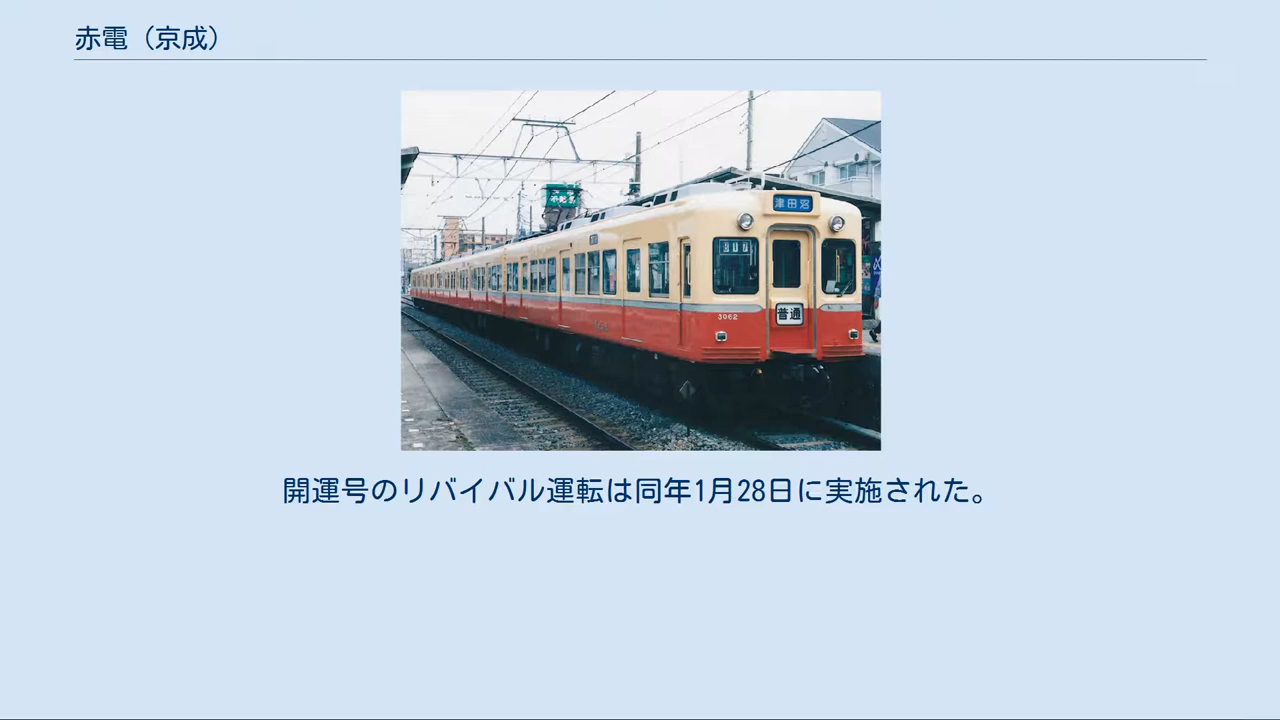 赤電（京成）
津田沼
3062
普通
開運号のリバイバル運転は同年1月28日に実施された。